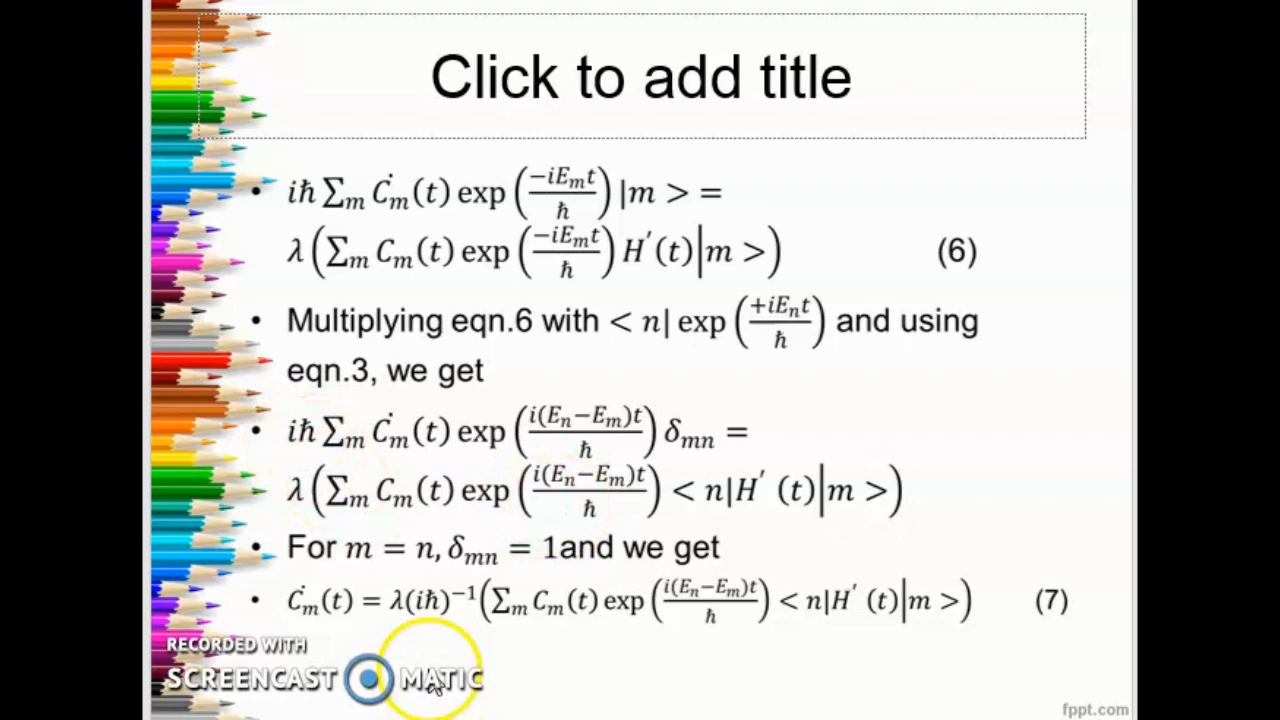 Click to add title
• iħ ∑ₘ Ċₘ(t) exp (−iEₘt/ħ) |m > =
λ (∑ₘ Cₘ(t) exp (−iEₘt/ħ) H′(t)|m >) (6)
• Multiplying eqn.6 with < n| exp (+iEₙt/ħ) and using
eqn.3, we get
• iħ ∑ₘ Ċₘ(t) exp (i(Eₙ−Eₘ)t/ħ) δₘₙ =
λ (∑ₘ Cₘ(t) exp (i(Eₙ−Eₘ)t/ħ) < n|H′ (t)|m >)
• For m = n, δₘₙ = 1and we get
• Ċₘ(t) = λ(iħ)⁻¹(∑ₘ Cₘ(t) exp (i(Eₙ−Eₘ)t/ħ) < n|H′ (t)|m >) (7)
RECORDED WITH
SCREENCAST MATIC
fppt.com